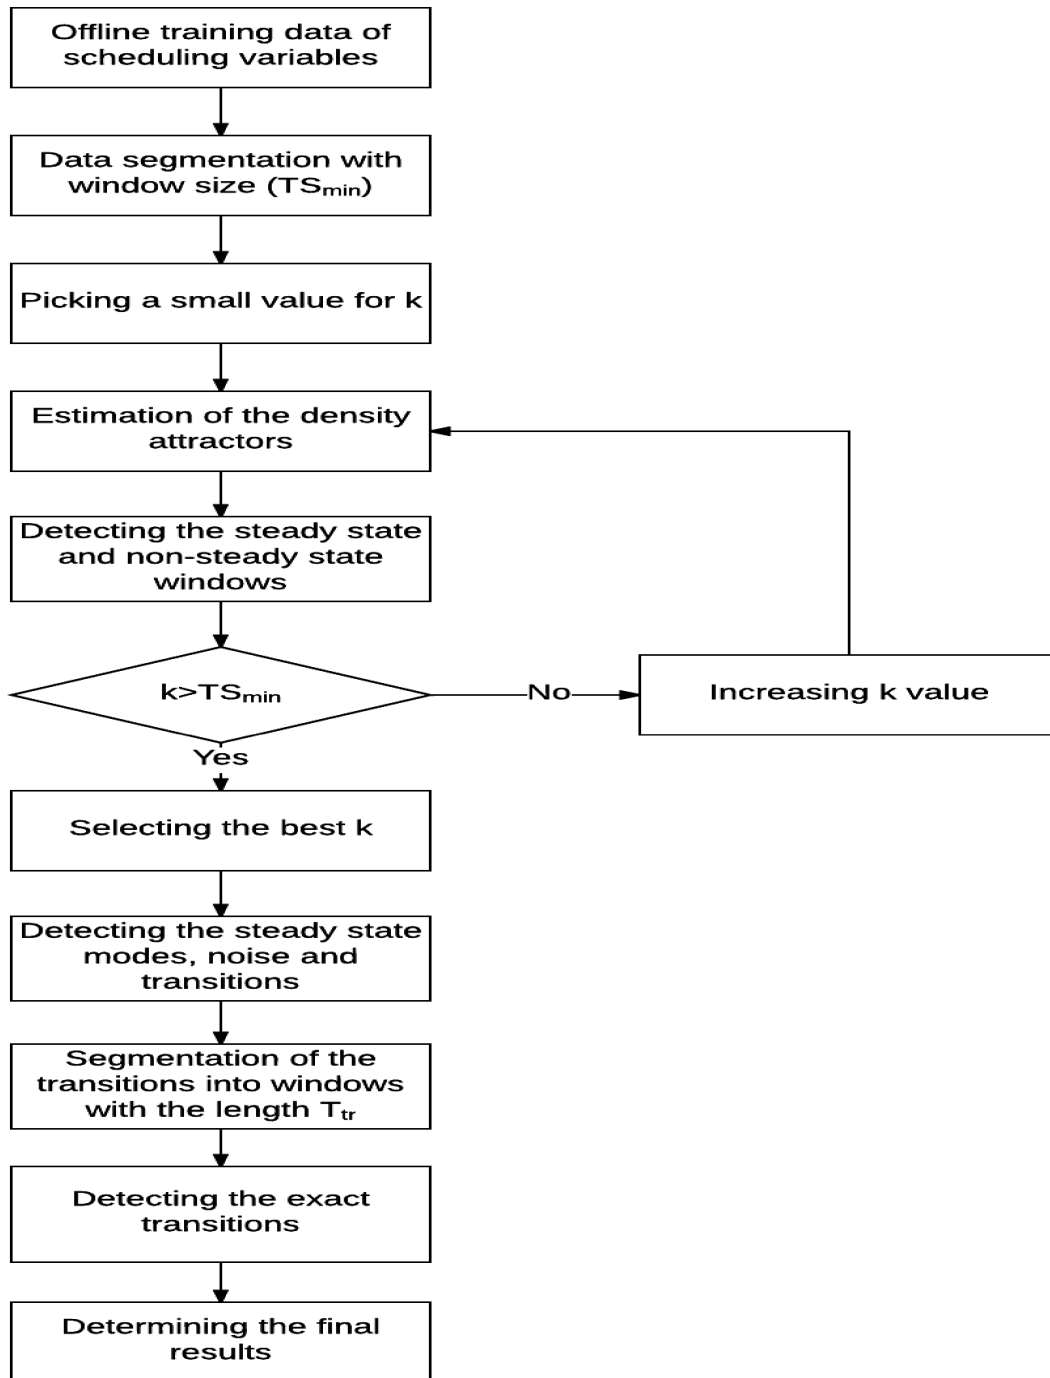 Offline training data of
scheduling variables
Data segmentation with
window size (TSmin)
Picking a small value for k
Estimation of the density
attractors
Detecting the steady state
and non-steady state
windows
k>TSmin
No
Increasing k value
Yes
Selecting the best k
Detecting the steady state
modes, noise and
transitions
Segmentation of the
transitions into windows
with the length Ttr
Detecting the exact
transitions
Determining the final
results